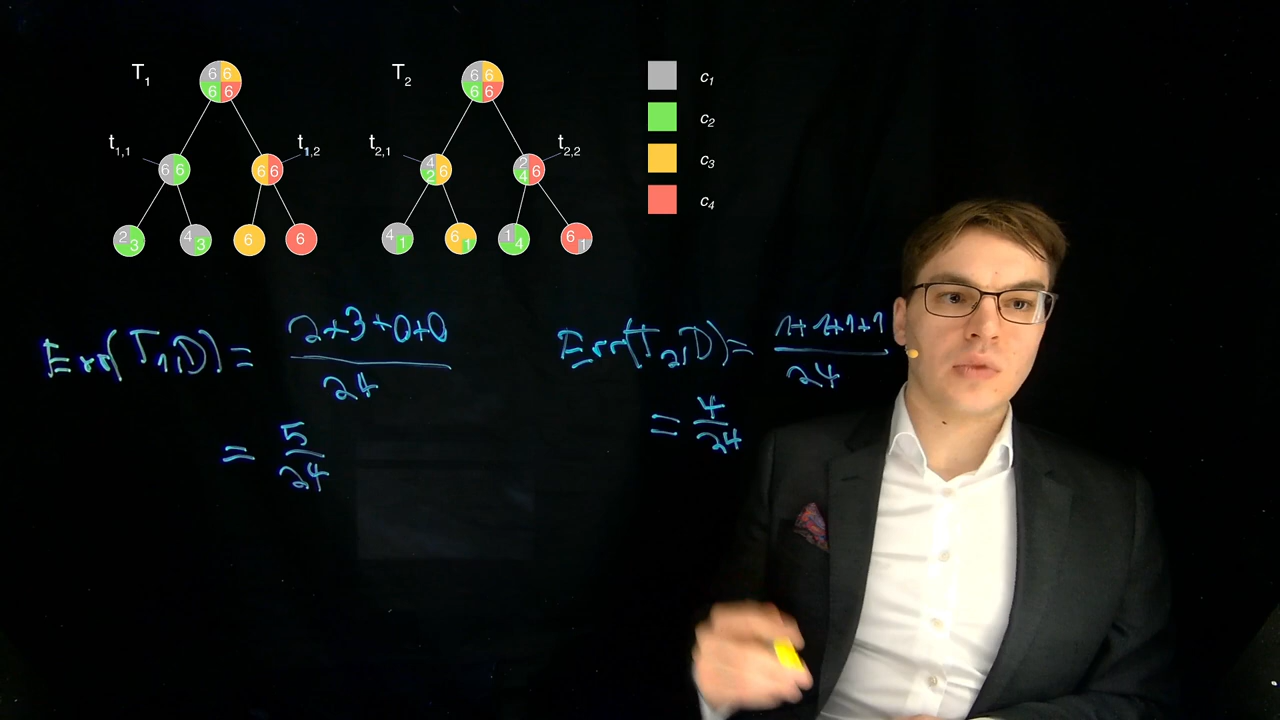 T1 6 6 6 6
T2 6 6 6 6
c1
c2
c3
c4
t1,1 6 6
6 6 t1,2
t2,1 4 2 6
2 4 6 t2,2
2 3
4 3
6
6
4 1
6 1
1 4
6 1
Err(T1,D) = 2+3+0+0 / 24
= 5 / 24
Err(T2,D) = 1+1+1+1 / 24
= 4 / 24